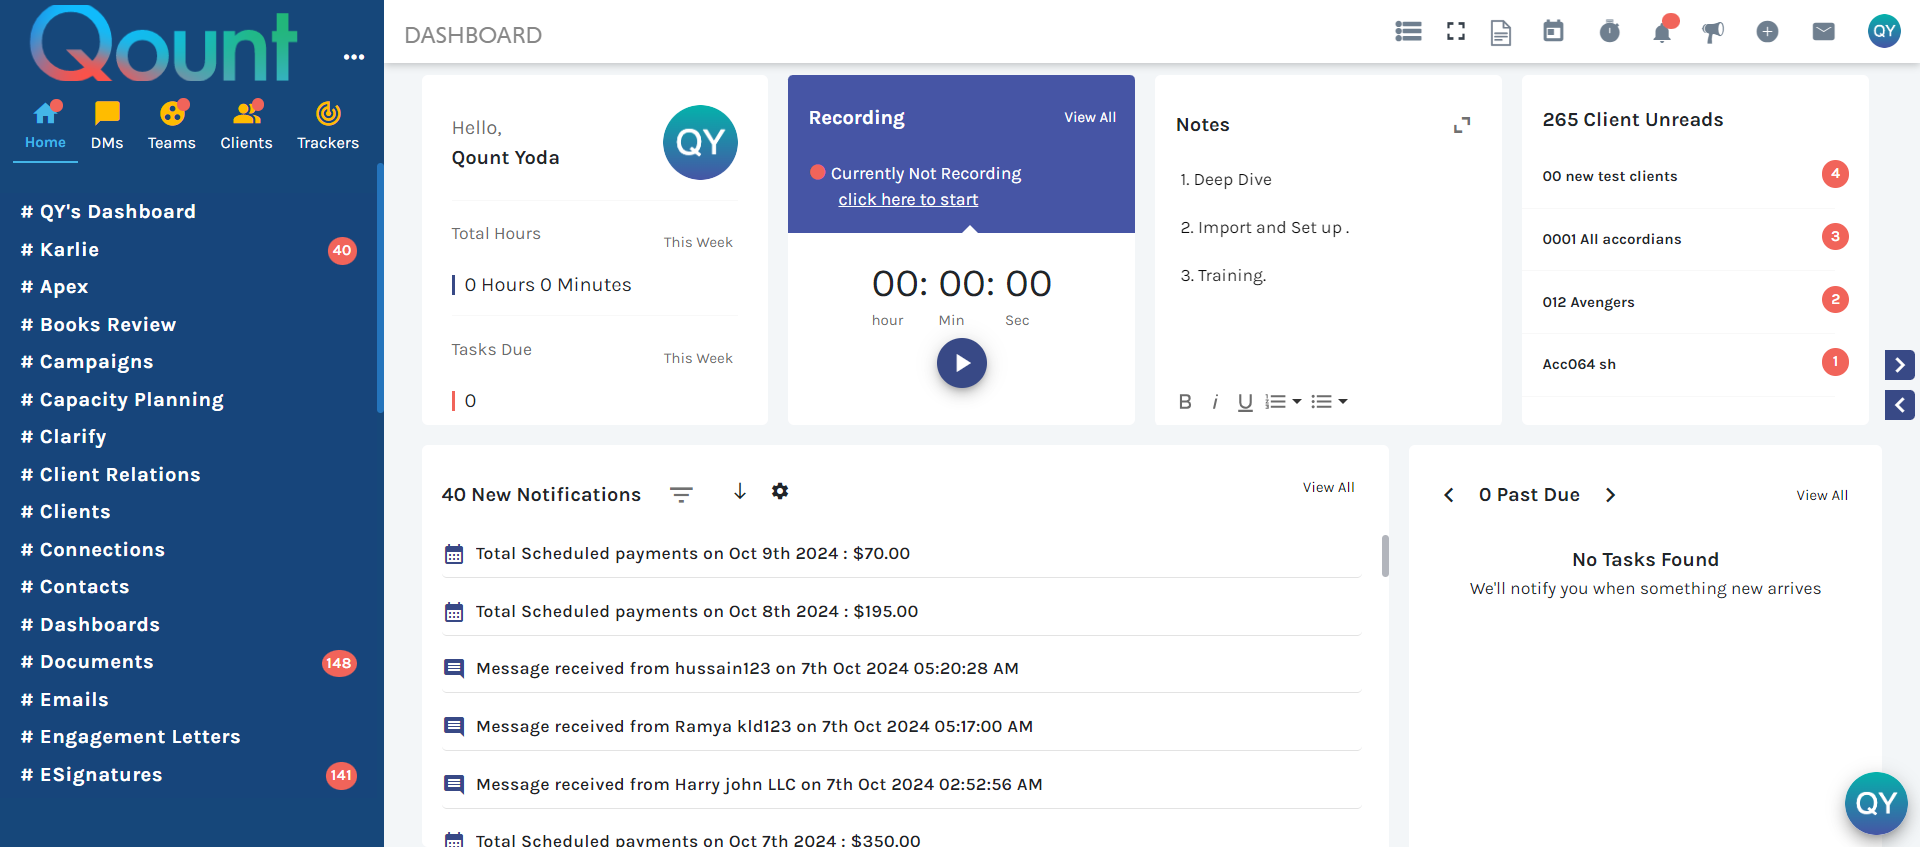 Qount
Home
DMs
Teams
Clients
Trackers
# QY's Dashboard
# Karlie
40
# Apex
# Books Review
# Campaigns
# Capacity Planning
# Clarify
# Client Relations
# Clients
# Connections
# Contacts
# Dashboards
# Documents
148
# Emails
# Engagement Letters
# ESignatures
141
DASHBOARD
QY
Hello,
Qount Yoda
QY
Total Hours
This Week
0 Hours 0 Minutes
Tasks Due
This Week
0
Recording
View All
Currently Not Recording
click here to start
00: 00: 00
hour Min Sec
Notes
1. Deep Dive
2. Import and Set up .
3. Training.
B i U
265 Client Unreads
00 new test clients
4
0001 All accordians
3
012 Avengers
2
Acc064 sh
1
40 New Notifications
View All
Total Scheduled payments on Oct 9th 2024 : $70.00
Total Scheduled payments on Oct 8th 2024 : $195.00
Message received from hussain123 on 7th Oct 2024 05:20:28 AM
Message received from Ramya kld123 on 7th Oct 2024 05:17:00 AM
Message received from Harry john LLC on 7th Oct 2024 02:52:56 AM
Total Scheduled payments on Oct 7th 2024 : $350.00
0 Past Due
View All
No Tasks Found
We'll notify you when something new arrives
QY